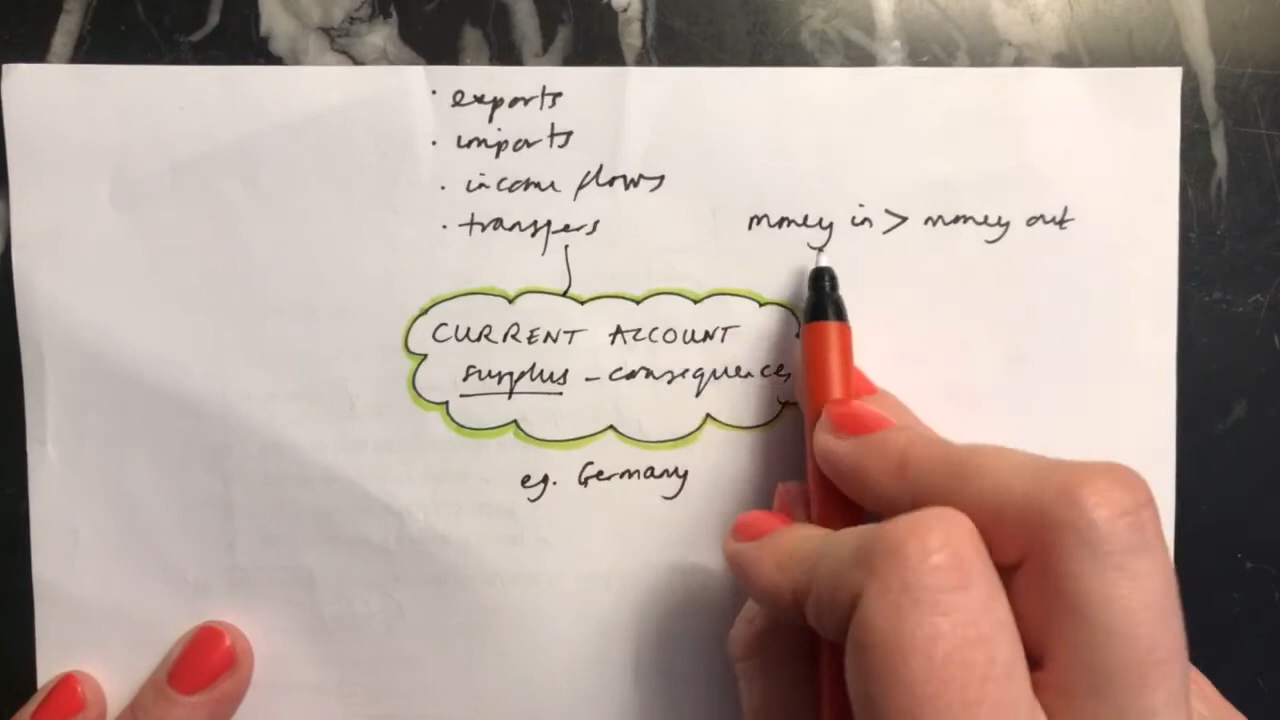 · exports
· imports
· income flows
· transfers
money in > money out
CURRENT ACCOUNT
surplus - consequences
eg. Germany